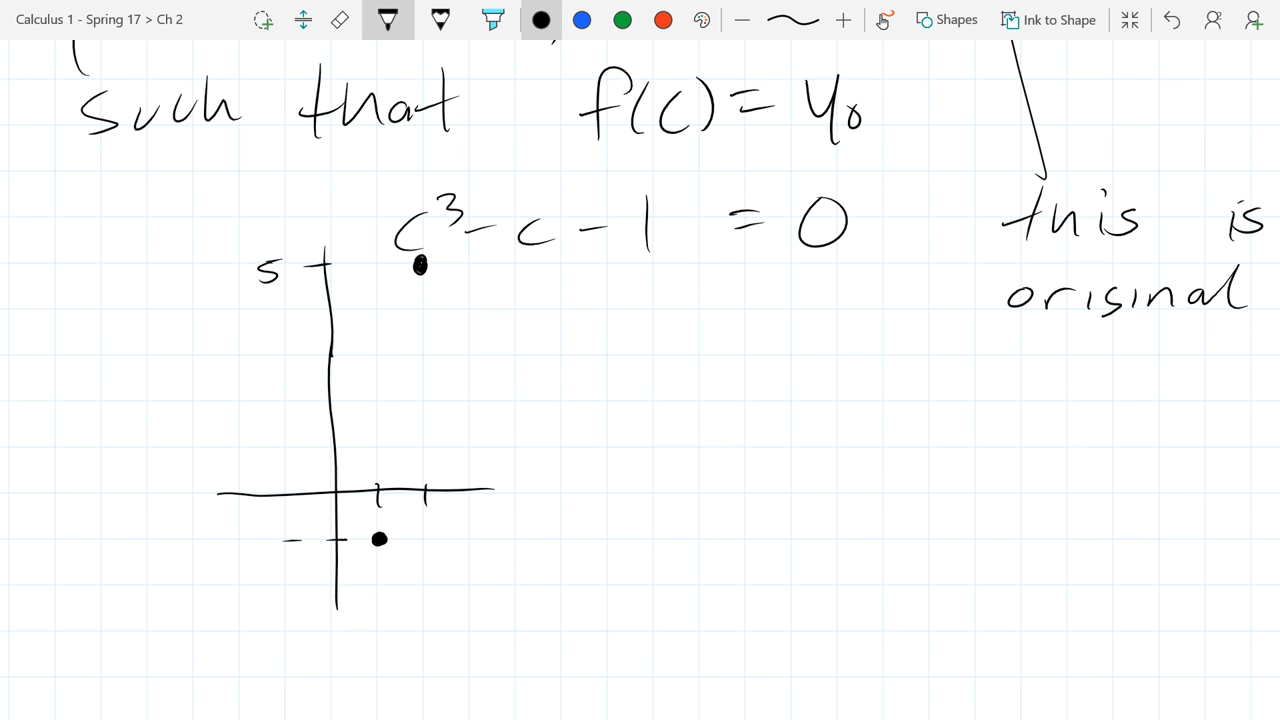 Calculus 1 - Spring 17 > Ch 2
Shapes
Ink to Shape
such that f(c) = y₀
c³ - c - 1 = 0
this is
original
5
-